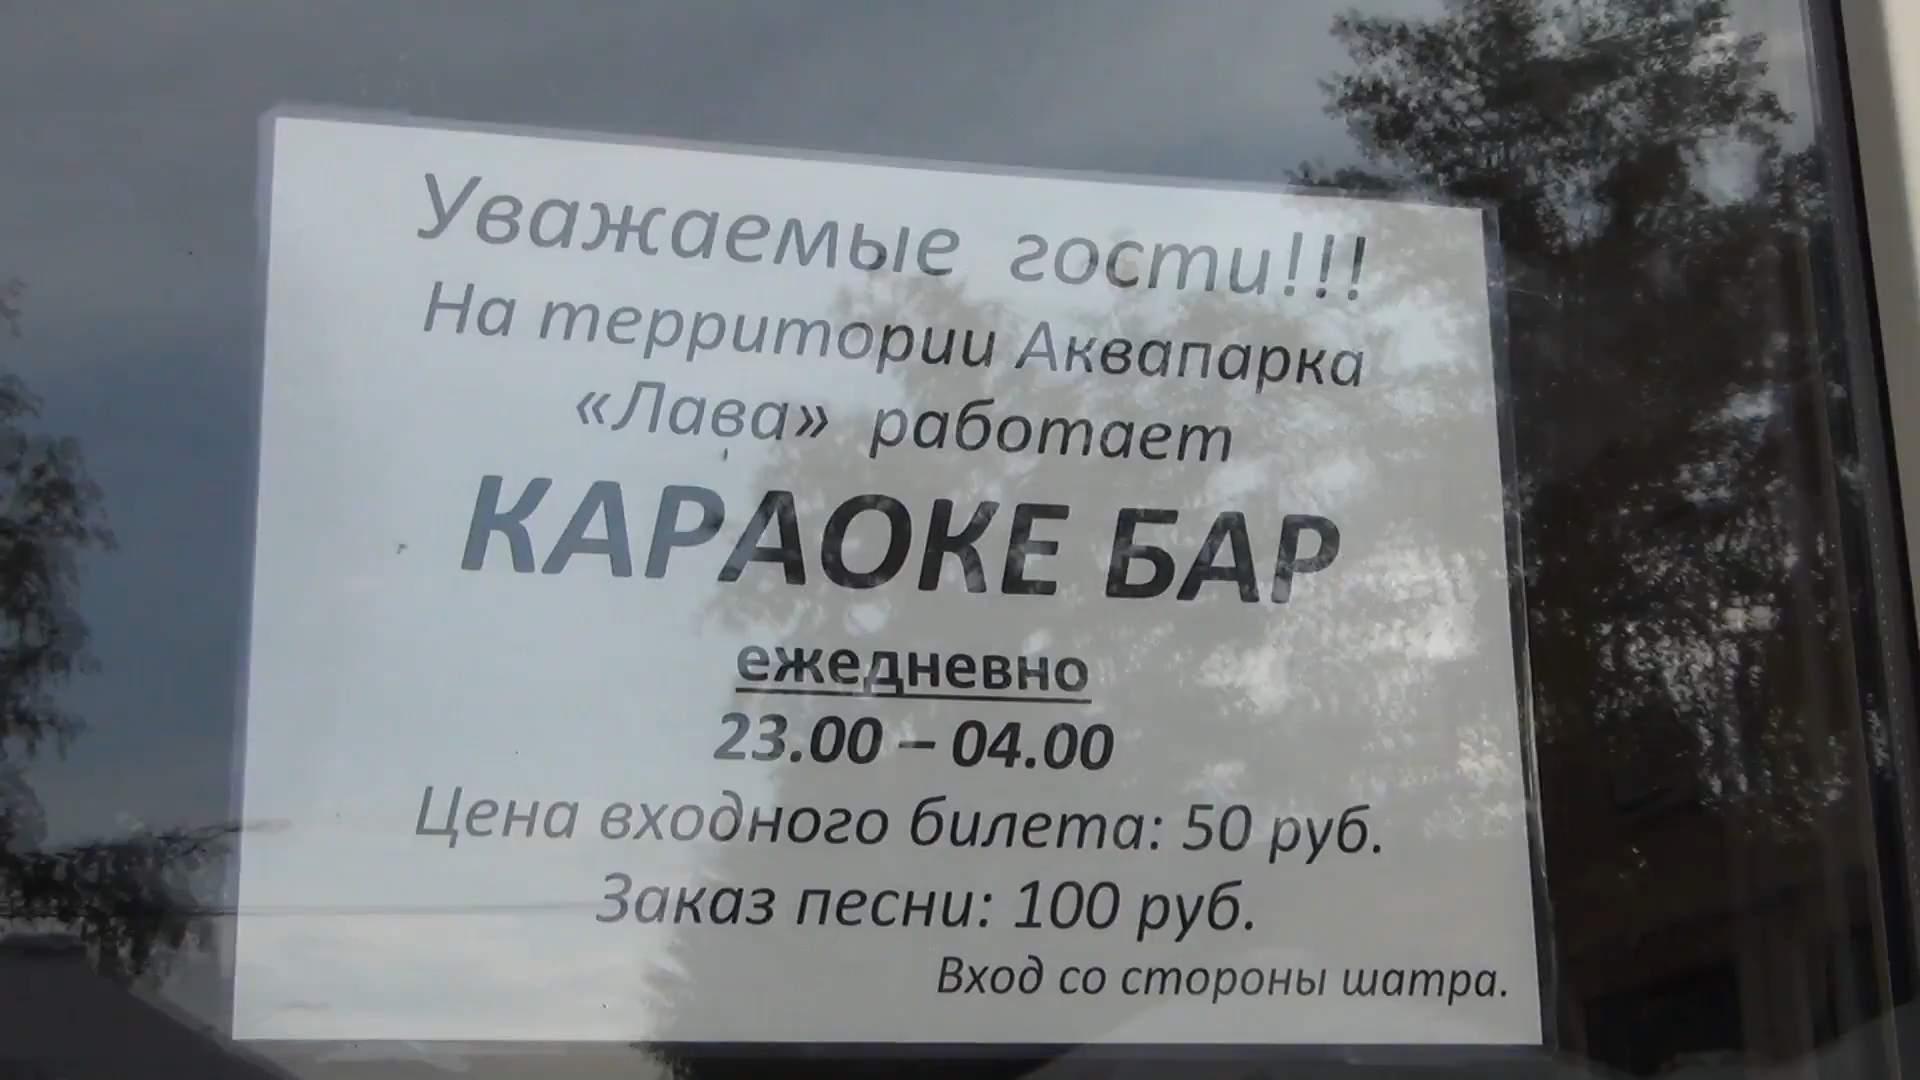 Уважаемые гости!!!
На территории Аквапарка
«Лава» работает
КАРАОКЕ БАР
ежедневно
23.00 – 04.00
Цена входного билета: 50 руб.
Заказ песни: 100 руб.
Вход со стороны шатра.